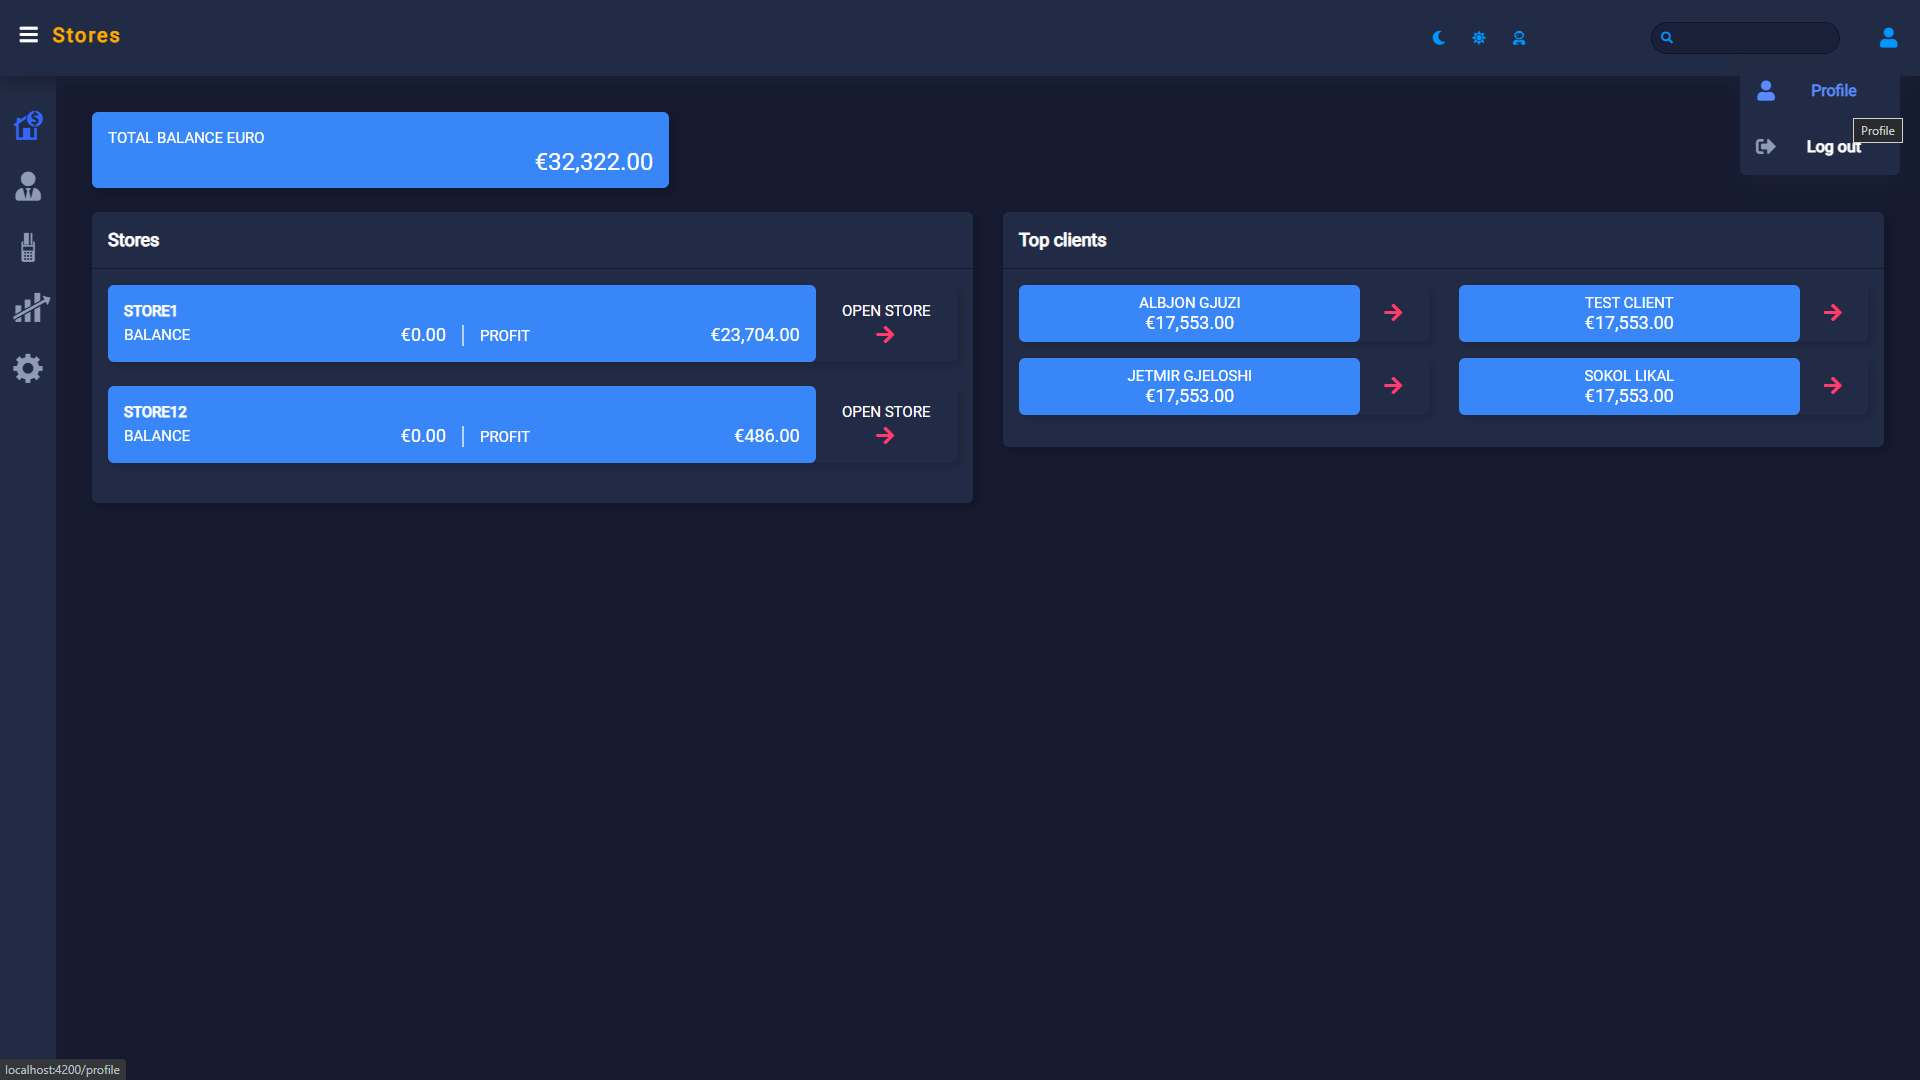 Stores
Profile
Profile
Log out
TOTAL BALANCE EURO
€32,322.00
Stores
STORE1
BALANCE €0.00 PROFIT €23,704.00
OPEN STORE
STORE12
BALANCE €0.00 PROFIT €486.00
OPEN STORE
Top clients
ALBJON GJUZI
€17,553.00
TEST CLIENT
€17,553.00
JETMIR GJELOSHI
€17,553.00
SOKOL LIKAL
€17,553.00
localhost:4200/profile